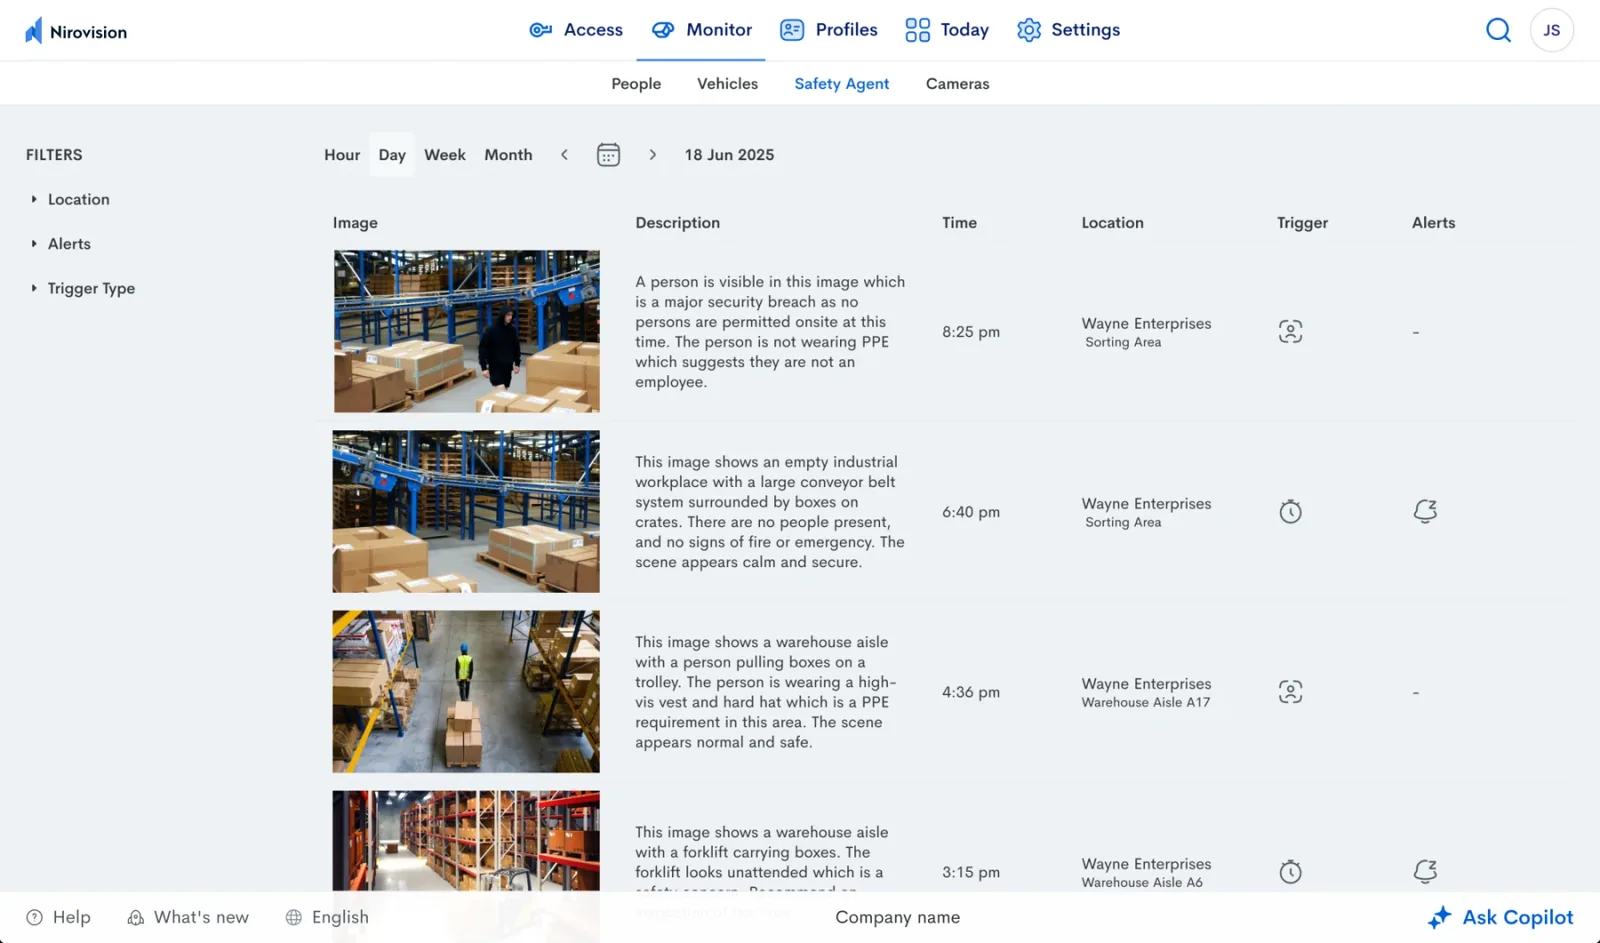 Nirovision
Access
Monitor
Profiles
Today
Settings
JS
People
Vehicles
Safety Agent
Cameras
FILTERS
Location
Alerts
Trigger Type
Hour
Day
Week
Month
18 Jun 2025
Image
Description
Time
Location
Trigger
Alerts
A person is visible in this image which
is a major security breach as no
persons are permitted onsite at this
time. The person is not wearing PPE
which suggests they are not an
employee.
8:25 pm
Wayne Enterprises
Sorting Area
-
This image shows an empty industrial
workplace with a large conveyor belt
system surrounded by boxes on
crates. There are no people present,
and no signs of fire or emergency. The
scene appears calm and secure.
6:40 pm
Wayne Enterprises
Sorting Area
This image shows a warehouse aisle
with a person pulling boxes on a
trolley. The person is wearing a high-
vis vest and hard hat which is a PPE
requirement in this area. The scene
appears normal and safe.
4:36 pm
Wayne Enterprises
Warehouse Aisle A17
-
This image shows a warehouse aisle
with a forklift carrying boxes. The
forklift looks unattended which is a
3:15 pm
Wayne Enterprises
Warehouse Aisle A6
Help
What's new
English
Company name
Ask Copilot